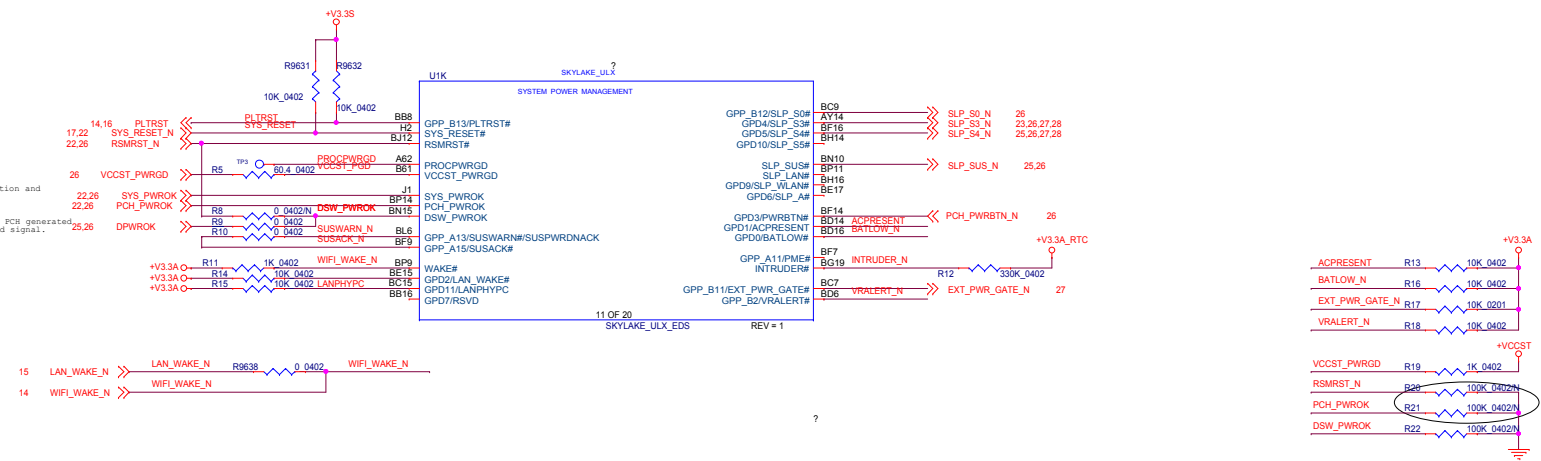 +V3.3S
R9631
R9632
10K_0402
10K_0402
U1K
?
SKYLAKE_ULX
SYSTEM POWER MANAGEMENT
14,16 PLTRST
PLTRST
BB8
GPP_B13/PLTRST#
17,22 SYS_RESET_N
SYS_RESET
H2
SYS_RESET#
22,26 RSMRST_N
BJ12
RSMRST#
TP3
PROCPWRGD
A62
PROCPWRGD
26 VCCST_PWRGD
R5
60.4_0402
VCCST_PGD
B61
VCCST_PWRGD
tion and
22,26 SYS_PWROK
J1
SYS_PWROK
22,26 PCH_PWROK
BP14
PCH_PWROK
R8
0_0402/N
DSW_PWROK
BN15
DSW_PWROK
PCH generated
d signal.
25,26 DPWROK
R9
0_0402
R10
0_0402
SUSWARN_N
BL6
GPP_A13/SUSWARN#/SUSPWRDNACK
SUSACK_N
BF9
GPP_A15/SUSACK#
+V3.3A
R11
1K_0402
WIFI_WAKE_N
BP9
WAKE#
+V3.3A
R14
10K_0402
BE15
GPD2/LAN_WAKE#
+V3.3A
R15
10K_0402
LANPHYPC
BC15
GPD11/LANPHYPC
BB16
GPD7/RSVD
GPP_B12/SLP_S0#
BC9
SLP_S0_N 26
GPD4/SLP_S3#
AY14
SLP_S3_N 23,26,27,28
GPD5/SLP_S4#
BF16
SLP_S4_N 25,26,27,28
GPD10/SLP_S5#
BH14
SLP_SUS#
BN10
SLP_SUS_N 25,26
SLP_LAN#
BP11
GPD9/SLP_WLAN#
BH16
GPD6/SLP_A#
BE17
GPD3/PWRBTN#
BF14
PCH_PWRBTN_N 26
GPD1/ACPRESENT
BD14
ACPRESENT
GPD0/BATLOW#
BD16
BATLOW_N
GPP_A11/PME#
BF7
INTRUDER#
BG19
INTRUDER_N
R12
330K_0402
+V3.3A_RTC
GPP_B11/EXT_PWR_GATE#
BC7
EXT_PWR_GATE_N 27
GPP_B2/VRALERT#
BD6
VRALERT_N
11 OF 20
SKYLAKE_ULX_EDS
REV = 1
15 LAN_WAKE_N
LAN_WAKE_N
R9638
0_0402
WIFI_WAKE_N
14 WIFI_WAKE_N
WIFI_WAKE_N
?
+V3.3A
ACPRESENT R13 10K_0402
BATLOW_N R16 10K_0402
EXT_PWR_GATE_N R17 10K_0201
VRALERT_N R18 10K_0402
+VCCST
VCCST_PWRGD R19 1K_0402
RSMRST_N R20 100K_0402/N
PCH_PWROK R21 100K_0402/N
DSW_PWROK R22 100K_0402/N